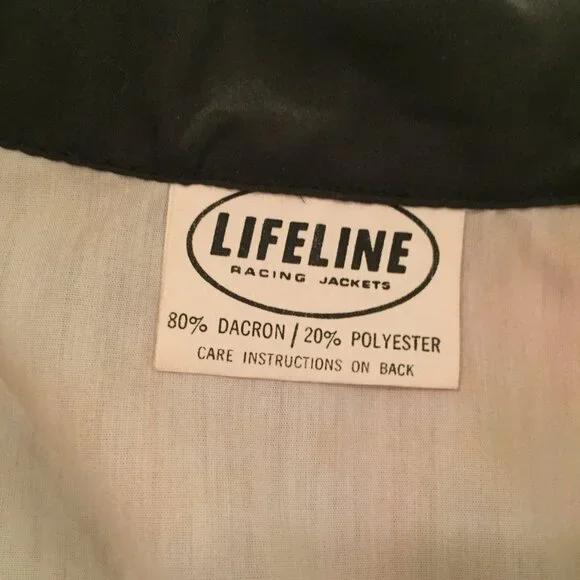 LIFELINE
RACING JACKETS
80% DACRON / 20% POLYESTER
CARE INSTRUCTIONS ON BACK